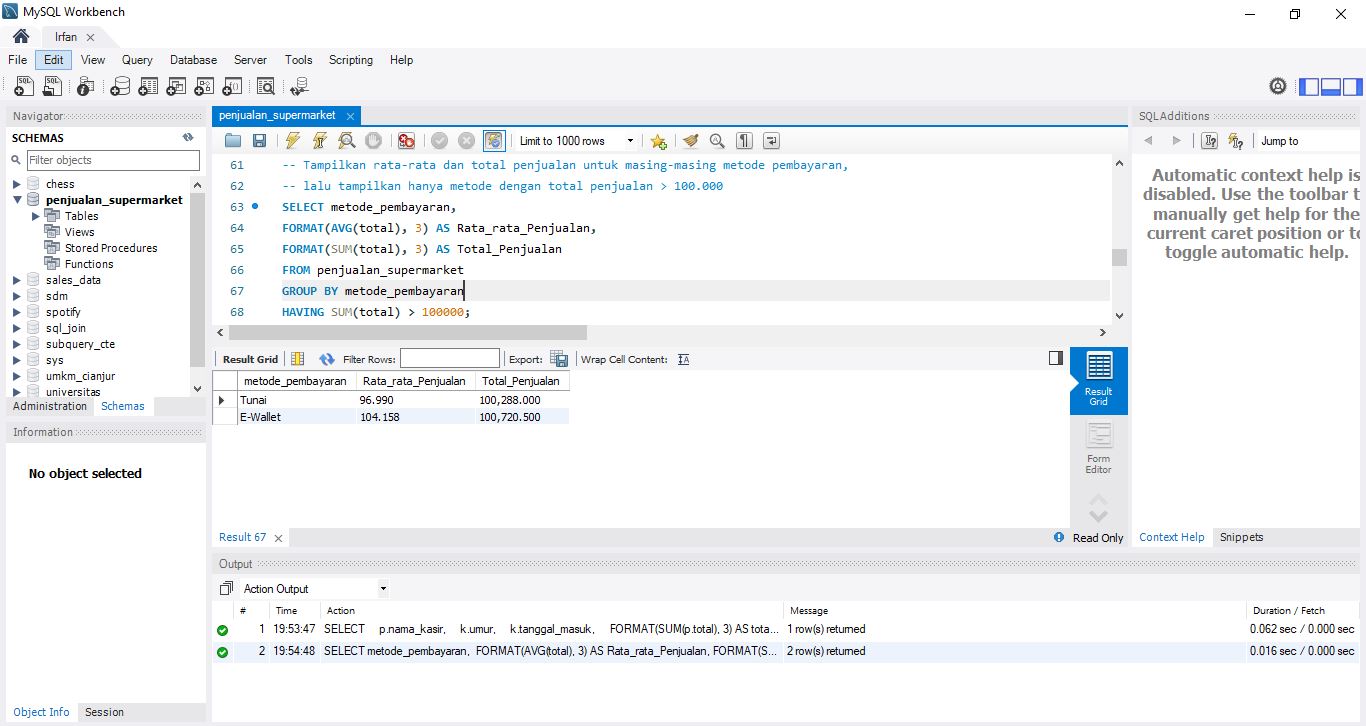 MySQL Workbench
Irfan
File Edit View Query Database Server Tools Scripting Help
Navigator
SCHEMAS
Filter objects
chess
penjualan_supermarket
Tables
Views
Stored Procedures
Functions
sales_data
sdm
spotify
sql_join
subquery_cte
sys
umkm_cianjur
universitas
Administration Schemas
Information
No object selected
Object Info Session
penjualan_supermarket
Limit to 1000 rows
61 -- Tampilkan rata-rata dan total penjualan untuk masing-masing metode pembayaran,
62 -- lalu tampilkan hanya metode dengan total penjualan > 100.000
63 SELECT metode_pembayaran,
64 FORMAT(AVG(total), 3) AS Rata_rata_Penjualan,
65 FORMAT(SUM(total), 3) AS Total_Penjualan
66 FROM penjualan_supermarket
67 GROUP BY metode_pembayaran
68 HAVING SUM(total) > 100000;
Result Grid Filter Rows: Export: Wrap Cell Content:
metode_pembayaran Rata_rata_Penjualan Total_Penjualan
Tunai 96.990 100,288.000
E-Wallet 104.158 100,720.500
Result Grid
Form Editor
Result 67 Read Only
SQLAdditions
Jump to
Automatic context help is
disabled. Use the toolbar t
manually get help for the
current caret position or to
toggle automatic help.
Context Help Snippets
Output
Action Output
# Time Action Message Duration / Fetch
1 19:53:47 SELECT p.nama_kasir, k.umur, k.tanggal_masuk, FORMAT(SUM(p.total), 3) AS tota... 1 row(s) returned 0.062 sec / 0.000 sec
2 19:54:48 SELECT metode_pembayaran, FORMAT(AVG(total), 3) AS Rata_rata_Penjualan, FORMAT(S... 2 row(s) returned 0.016 sec / 0.000 sec